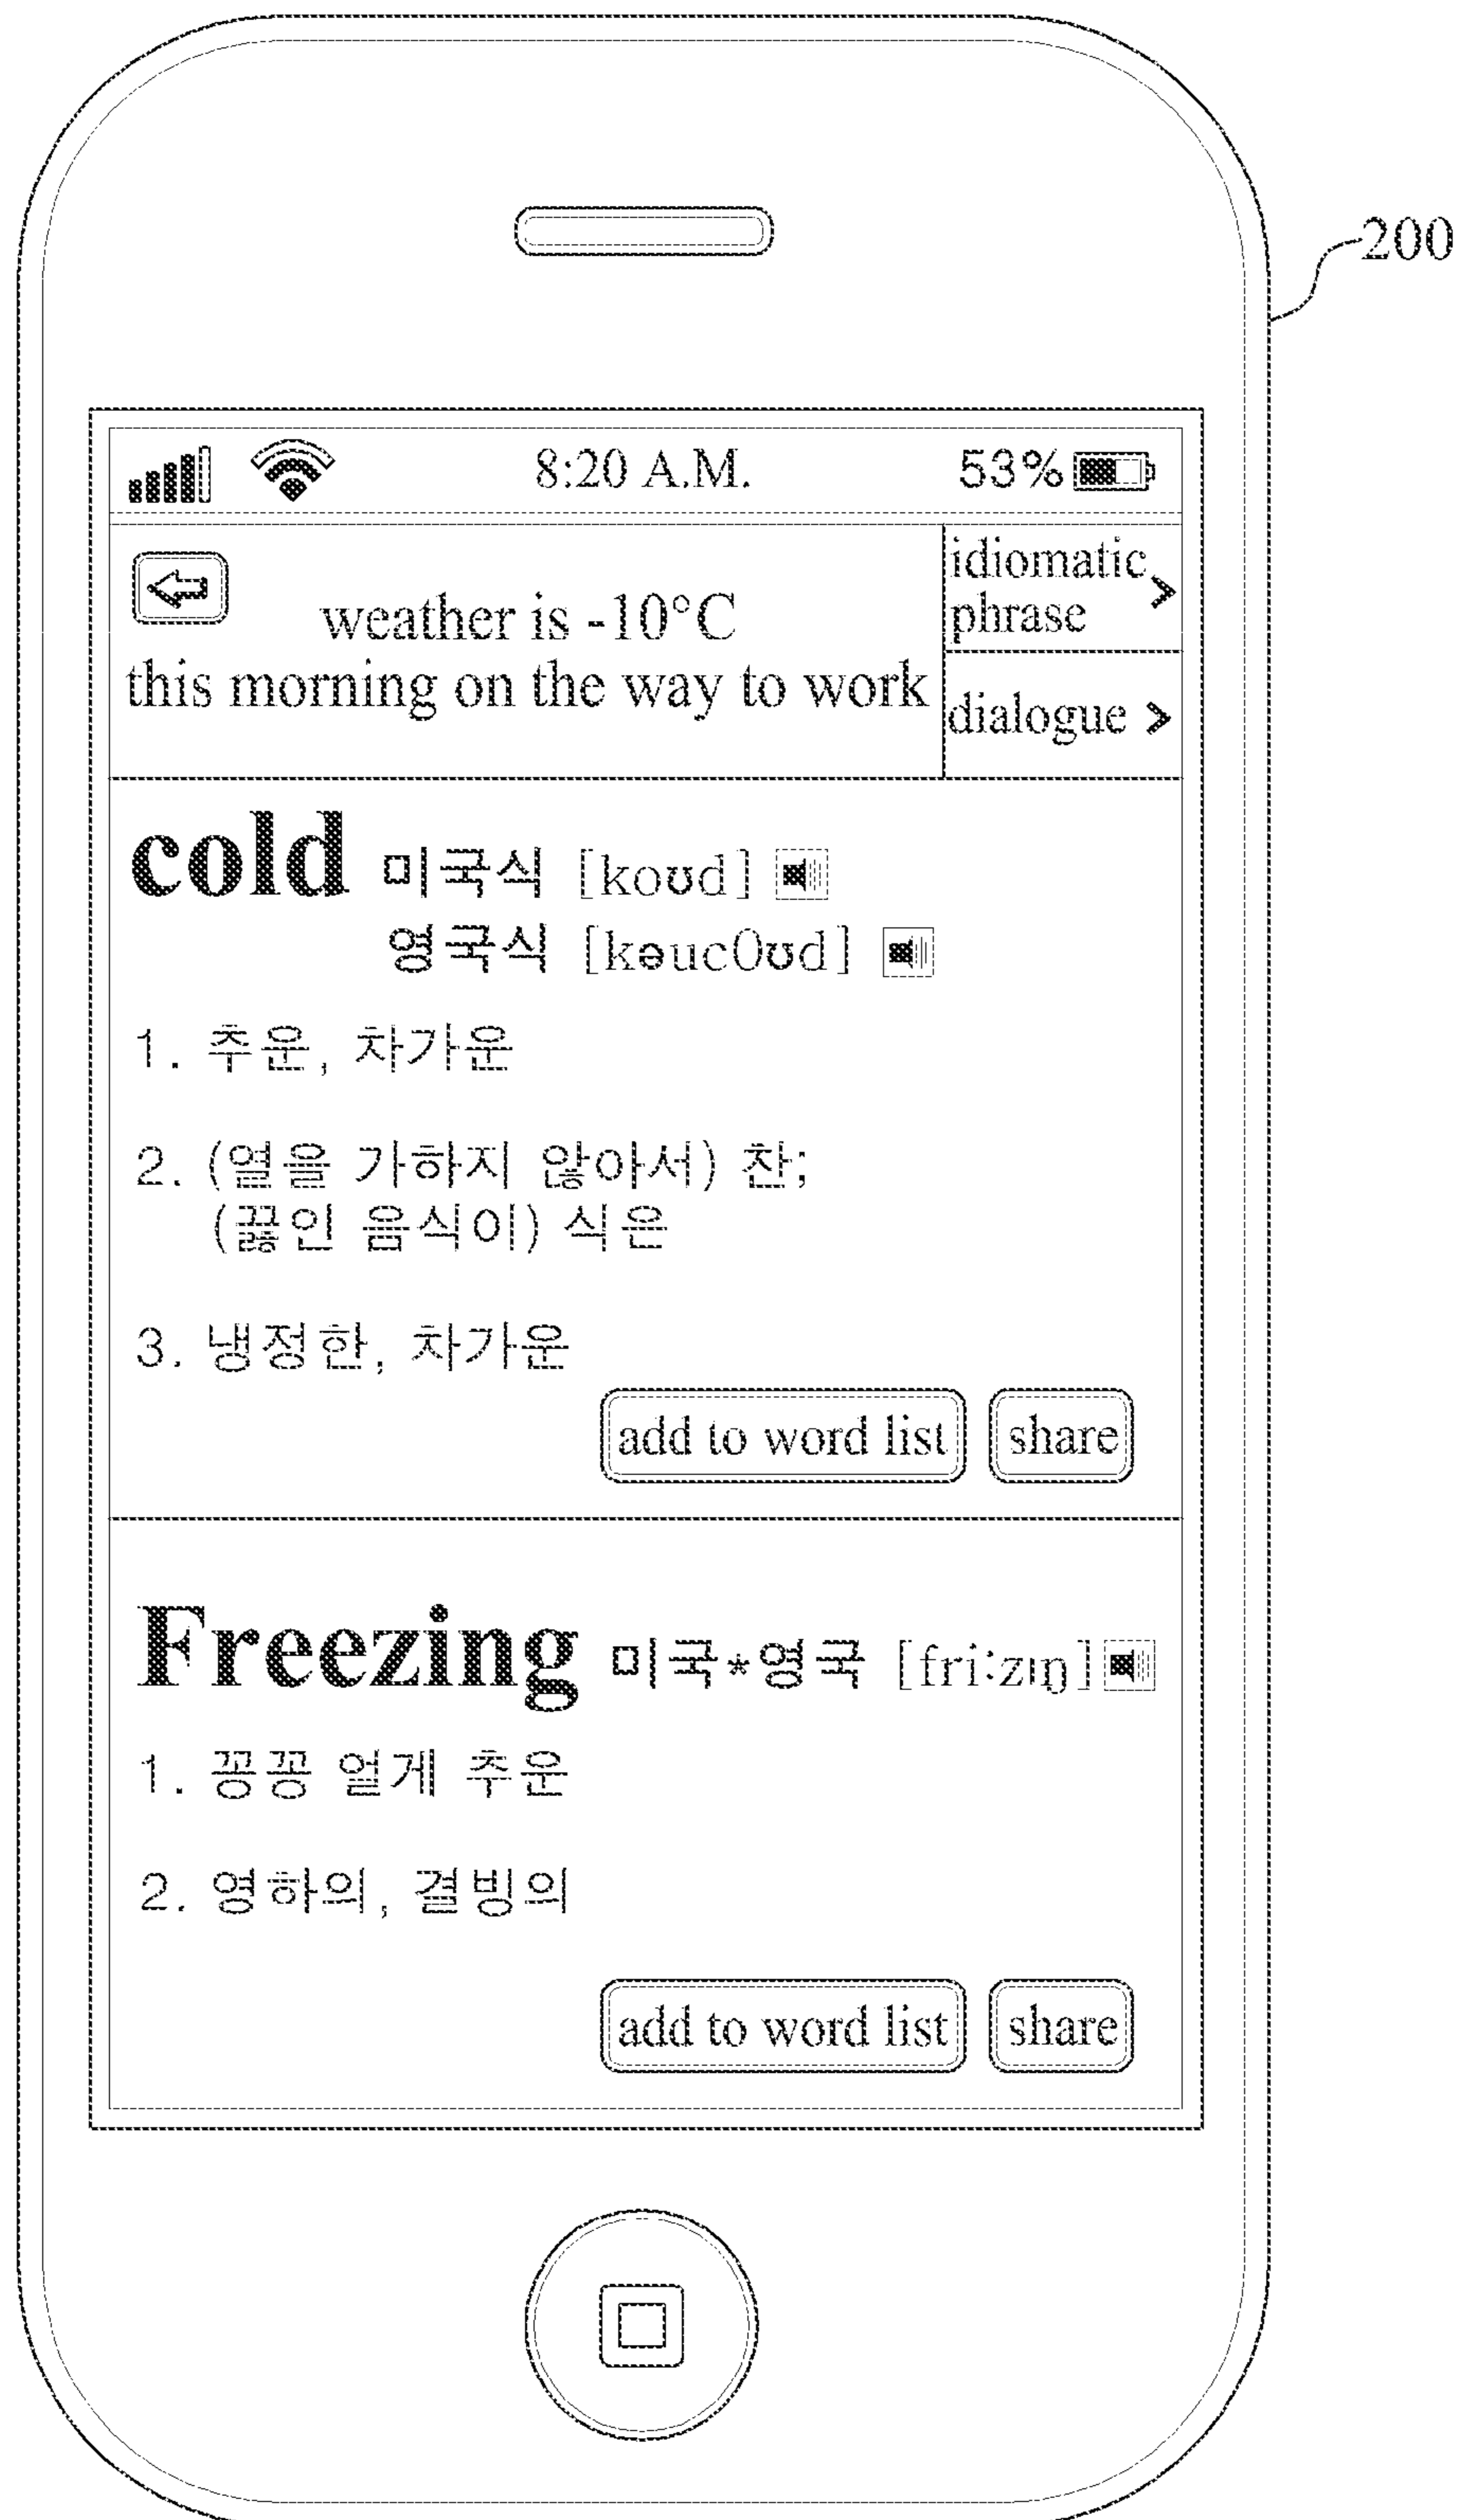 200
8:20 A.M. 53%
weather is -10°C
this morning on the way to work
idiomatic
phrase >
dialogue >
cold 미국식 [koʊd]
영국식 [kəuc0ʊd]
1. 추운, 차가운
2. (열을 가하지 않아서) 찬;
(끓인 음식이) 식은
3. 냉정한, 차가운
add to word list share
Freezing 미국*영국 [fri:zıŋ]
1. 꽁꽁 얼게 추운
2. 영하의, 결빙의
add to word list share